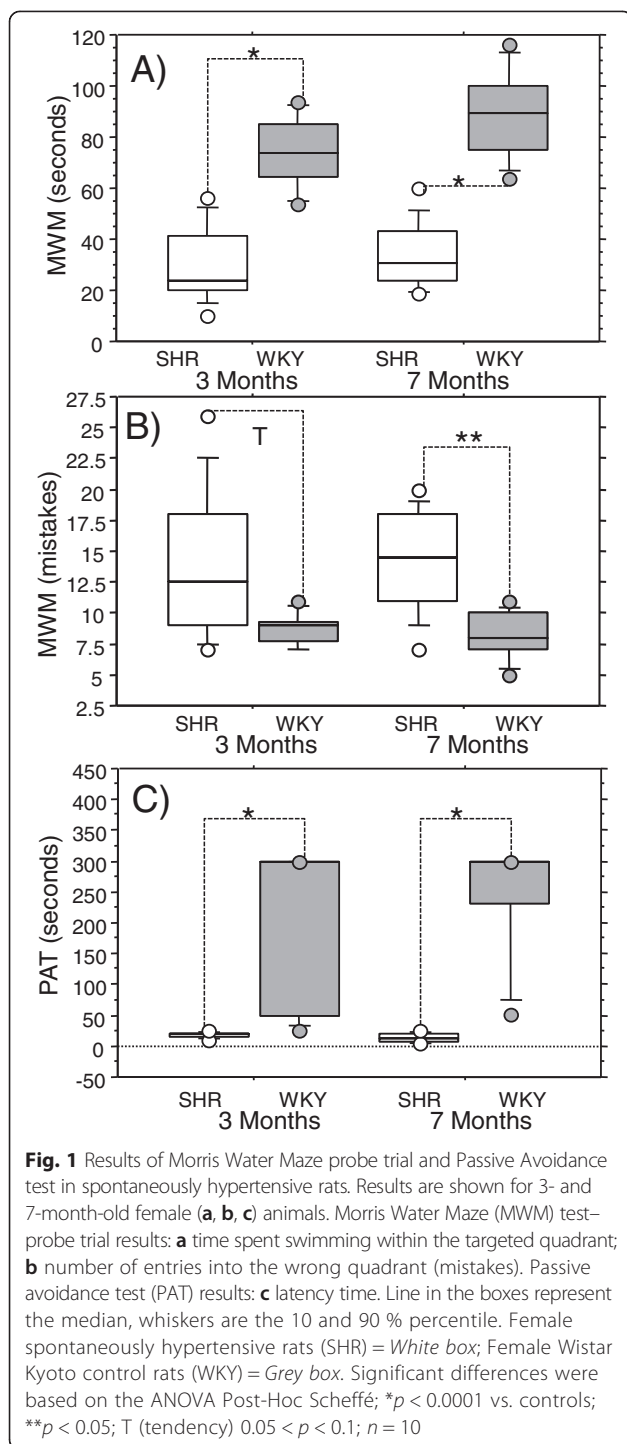 A)
MWM (seconds)
120
100
80
60
40
20
0
*
*
SHR WKY SHR WKY
3 Months 7 Months
B)
MWM (mistakes)
27.5
25
22.5
20
17.5
15
12.5
10
7.5
5
2.5
T
**
SHR WKY SHR WKY
3 Months 7 Months
C)
PAT (seconds)
450
400
350
300
250
200
150
100
50
0
-50
*
*
SHR WKY SHR WKY
3 Months 7 Months
Fig. 1 Results of Morris Water Maze probe trial and Passive Avoidance
test in spontaneously hypertensive rats. Results are shown for 3- and
7-month-old female (a, b, c) animals. Morris Water Maze (MWM) test–
probe trial results: a time spent swimming within the targeted quadrant;
b number of entries into the wrong quadrant (mistakes). Passive
avoidance test (PAT) results: c latency time. Line in the boxes represent
the median, whiskers are the 10 and 90 % percentile. Female
spontaneously hypertensive rats (SHR) = White box; Female Wistar
Kyoto control rats (WKY) = Grey box. Significant differences were
based on the ANOVA Post-Hoc Scheffé; *p < 0.0001 vs. controls;
**p < 0.05; T (tendency) 0.05 < p < 0.1; n = 10